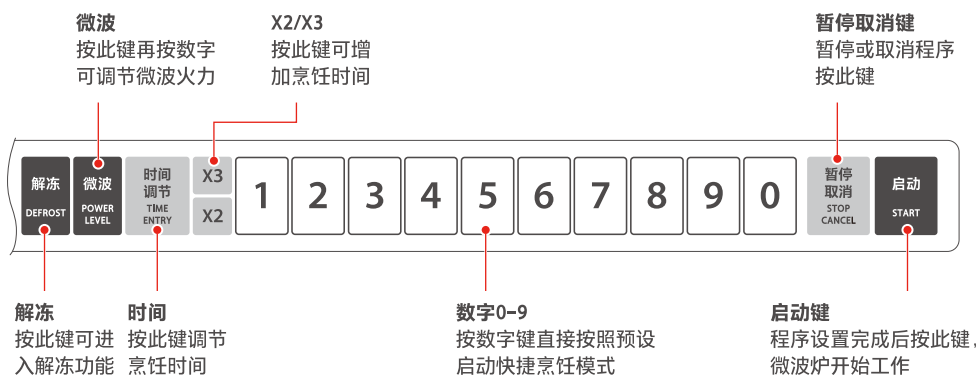 微波
按此键再按数字
可调节微波火力
X2/X3
按此键可增
加烹饪时间
暂停取消键
暂停或取消程序
按此键
解冻
DEFROST
微波
POWER
LEVEL
时间
调节
TIME
ENTRY
X3
X2
1 2 3 4 5 6 7 8 9 0
暂停
取消
STOP
CANCEL
启动
START
解冻
按此键可进
入解冻功能
时间
按此键调节
烹饪时间
数字0-9
按数字键直接按照预设
启动快捷烹饪模式
启动键
程序设置完成后按此键，
微波炉开始工作